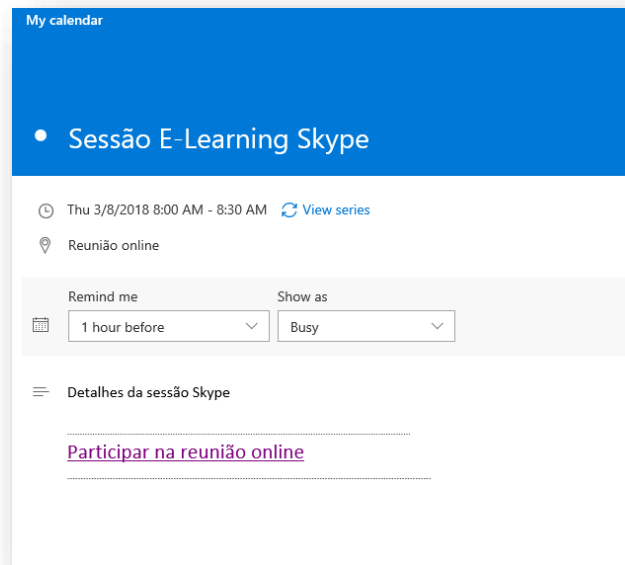 My calendar
Sessão E-Learning Skype
Thu 3/8/2018 8:00 AM - 8:30 AM View series
Reunião online
Remind me Show as
1 hour before Busy
Detalhes da sessão Skype
Participar na reunião online